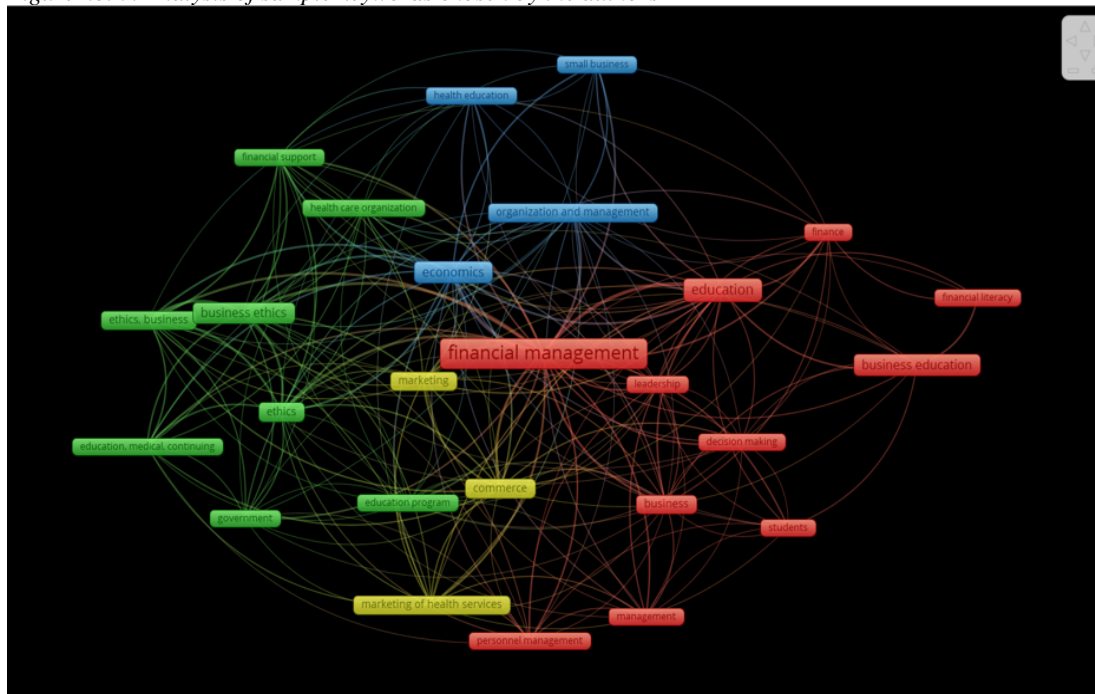 small business
health education
financial support
health care organization
organization and management
finance
economics
education
financial literacy
business ethics
ethics, business
financial management
business education
marketing
leadership
ethics
decision making
education, medical, continuing
commerce
education program
business
government
students
marketing of health services
management
personnel management